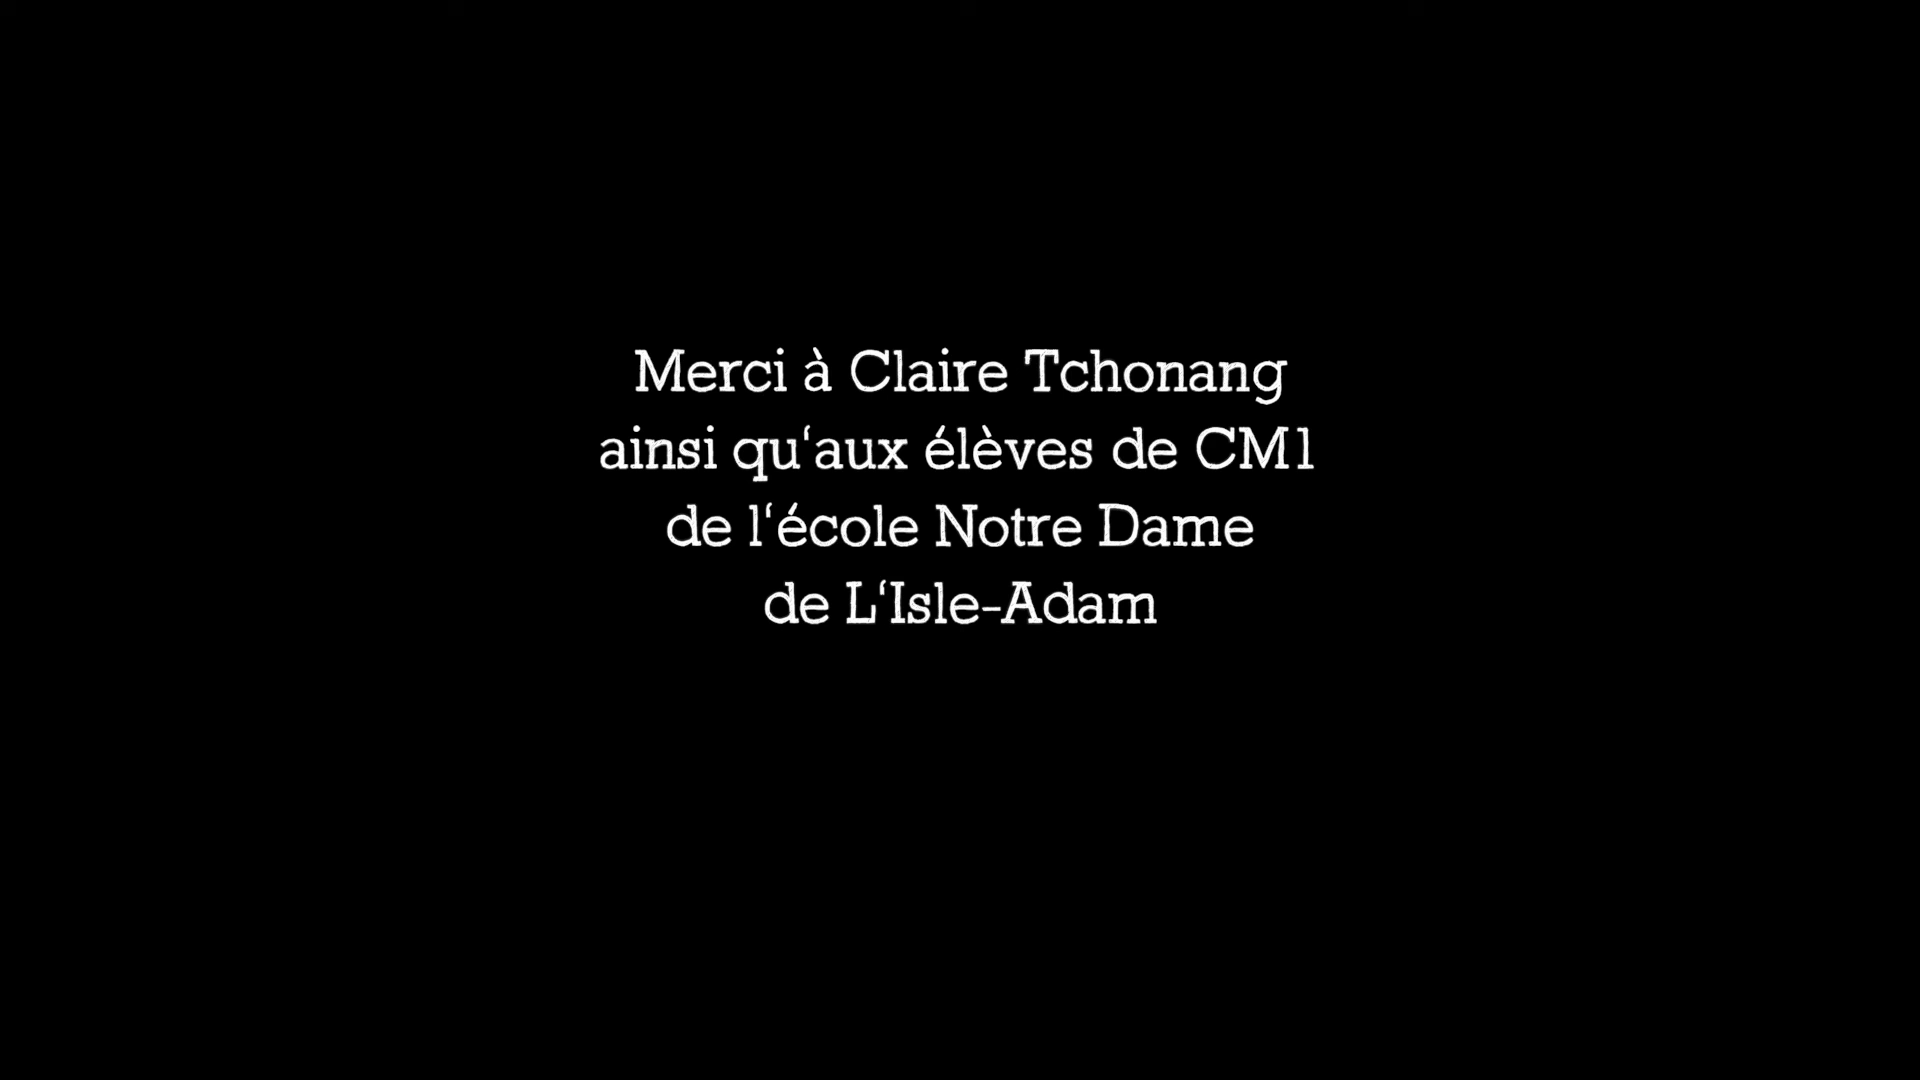 Merci à Claire Tchonang
ainsi qu‘aux élèves de CM1
de l‘école Notre Dame
de L‘Isle-Adam